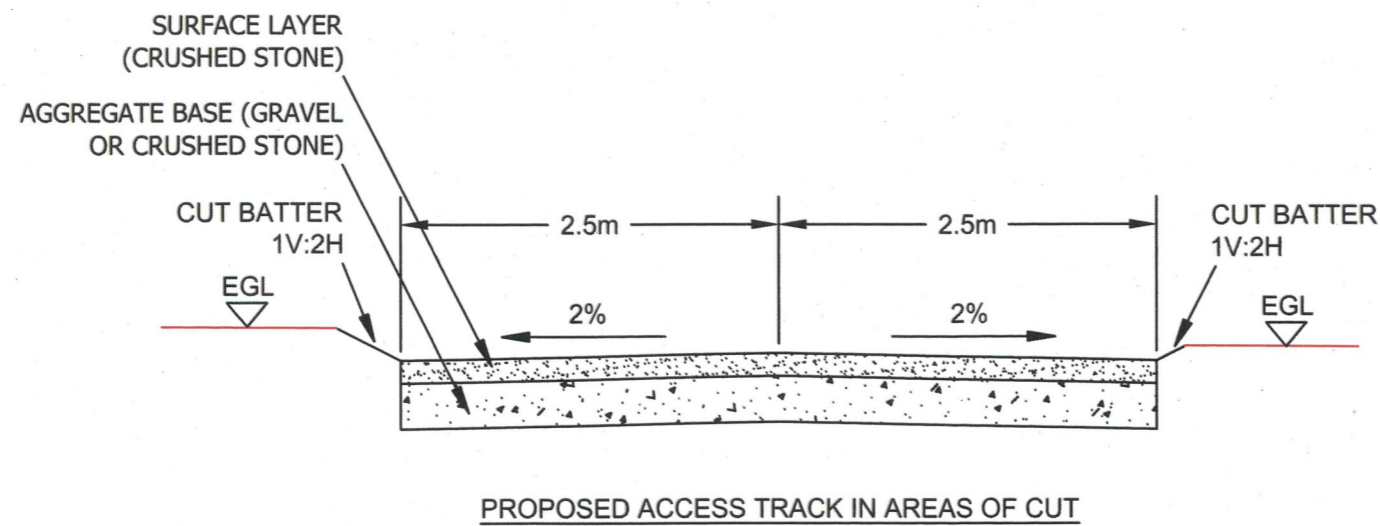 SURFACE LAYER
(CRUSHED STONE)
AGGREGATE BASE (GRAVEL
OR CRUSHED STONE)
CUT BATTER
1V:2H
EGL
2.5m
2.5m
2%
2%
CUT BATTER
1V:2H
EGL
PROPOSED ACCESS TRACK IN AREAS OF CUT